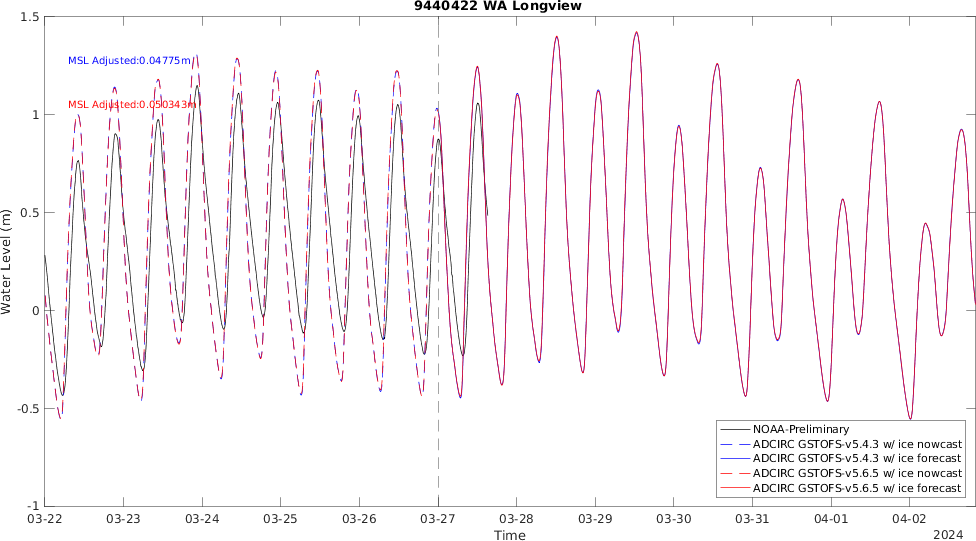 9440422 WA Longview
1.5
MSL Adjusted:0.04775m
MSL Adjusted:0.050343m
1
0.5
0
-0.5
-1
Water Level (m)
NOAA-Preliminary
ADCIRC GSTOFS-v5.4.3 w/ ice nowcast
ADCIRC GSTOFS-v5.4.3 w/ ice forecast
ADCIRC GSTOFS-v5.6.5 w/ ice nowcast
ADCIRC GSTOFS-v5.6.5 w/ ice forecast
03-22 03-23 03-24 03-25 03-26 03-27 03-28 03-29 03-30 03-31 04-01 04-02
Time
2024